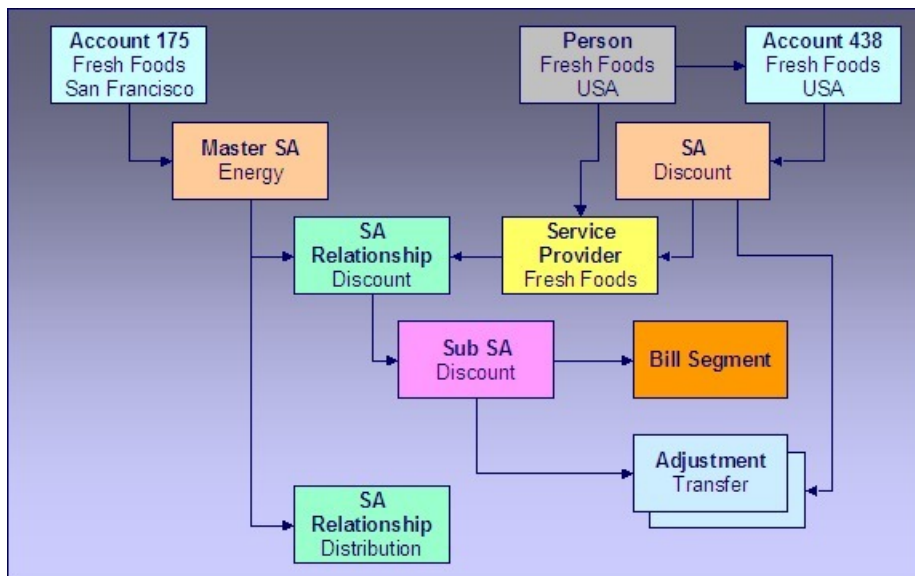 Account 175
Fresh Foods
San Francisco
Person
Fresh Foods
USA
Account 438
Fresh Foods
USA
Master SA
Energy
SA
Discount
SA
Relationship
Discount
Service
Provider
Fresh Foods
Sub SA
Discount
Bill Segment
Adjustment
Transfer
SA
Relationship
Distribution